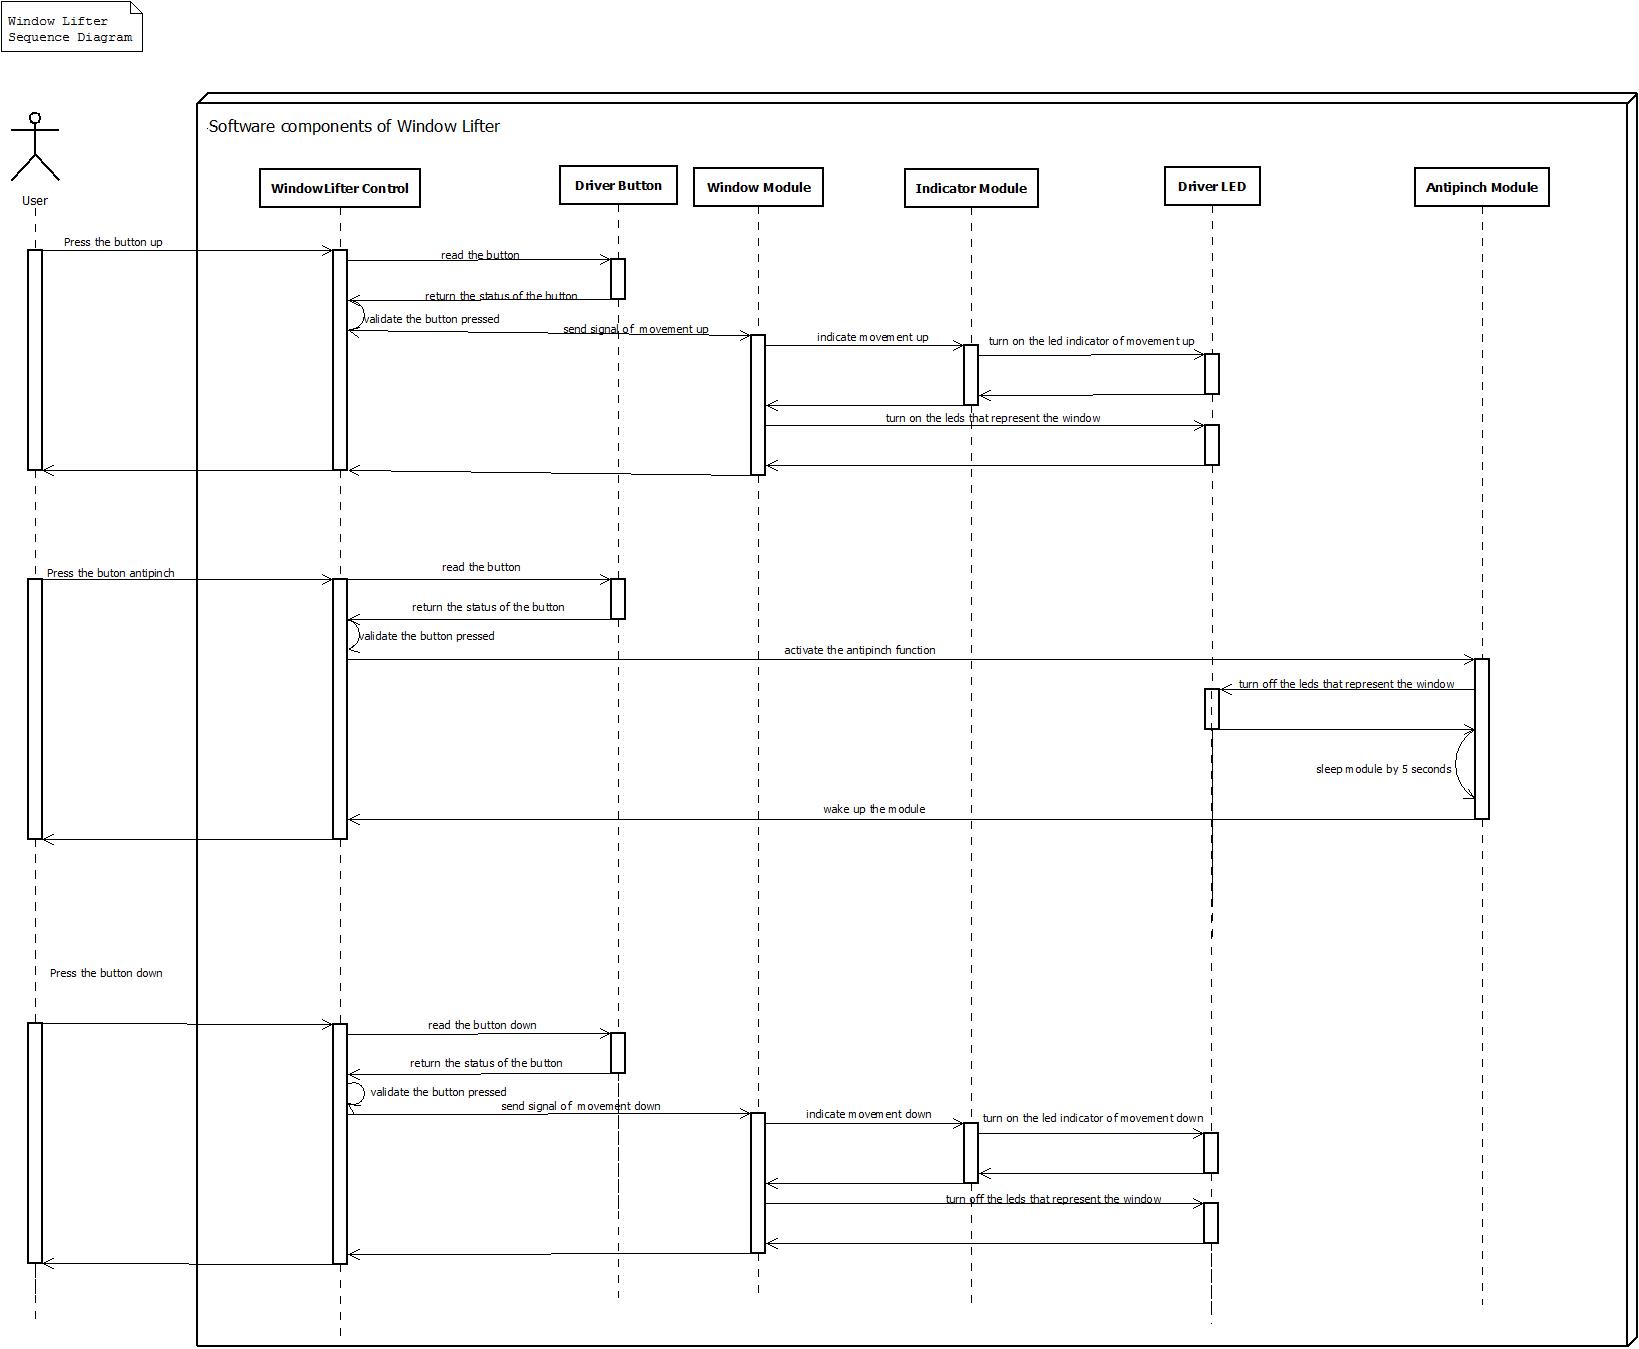 Window Lifter
Sequence Diagram
Software components of Window Lifter
User
WindowLifter Control
Driver Button
Window Module
Indicator Module
Driver LED
Antipinch Module
Press the button up
read the button
return the status of the button
validate the button pressed
send signal of movement up
indicate movement up
turn on the led indicator of movement up
turn on the leds that represent the window
Press the buton antipinch
read the button
return the status of the button
validate the button pressed
activate the antipinch function
turn off the leds that represent the window
sleep module by 5 seconds
wake up the module
Press the button down
read the button down
return the status of the button
validate the button pressed
send signal of movement down
indicate movement down
turn on the led indicator of movement down
turn off the leds that represent the window